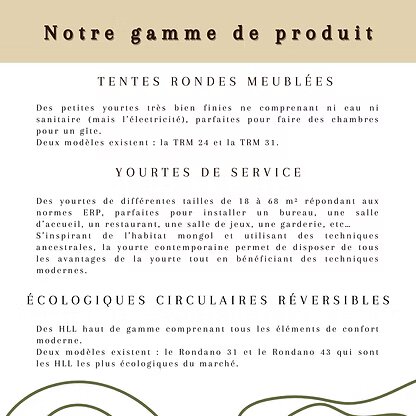 Notre gamme de produit
TENTES RONDES MEUBLÉES
Des petites yourtes très bien finies ne comprenant ni eau ni
sanitaire (mais l'électricité), parfaites pour faire des chambres
pour un gîte.
Deux modèles existent : la TRM 24 et la TRM 31.
YOURTES DE SERVICE
Des yourtes de différentes tailles de 18 à 68 m² répondant aux
normes ERP, parfaites pour installer un bureau, une salle
d'accueil, un restaurant, une salle de jeux, une garderie, etc…
S'inspirant de l'habitat mongol et utilisant des techniques
ancestrales, la yourte contemporaine permet de disposer de tous
les avantages de la yourte tout en bénéficiant des techniques
modernes.
ÉCOLOGIQUES CIRCULAIRES RÉVERSIBLES
Des HLL haut de gamme comprenant tous les éléments de confort
moderne.
Deux modèles existent : le Rondano 31 et le Rondano 43 qui sont
les HLL les plus écologiques du marché.